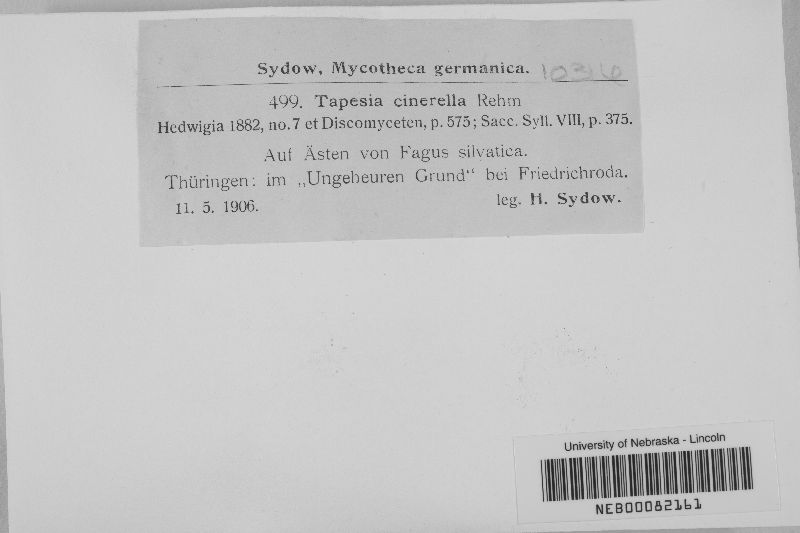 Sydow, Mycotheca germanica. 10316
499. Tapesia cinerella Rehm
Hedwigia 1882, no. 7 et Discomyceten, p. 575; Sacc. Syll. VIII, p. 375.
Auf Ästen von Fagus silvatica.
Thüringen: im „Ungeheuren Grund“ bei Friedrichroda.
11. 5. 1906. leg. H. Sydow.
University of Nebraska - Lincoln
NEB00082161